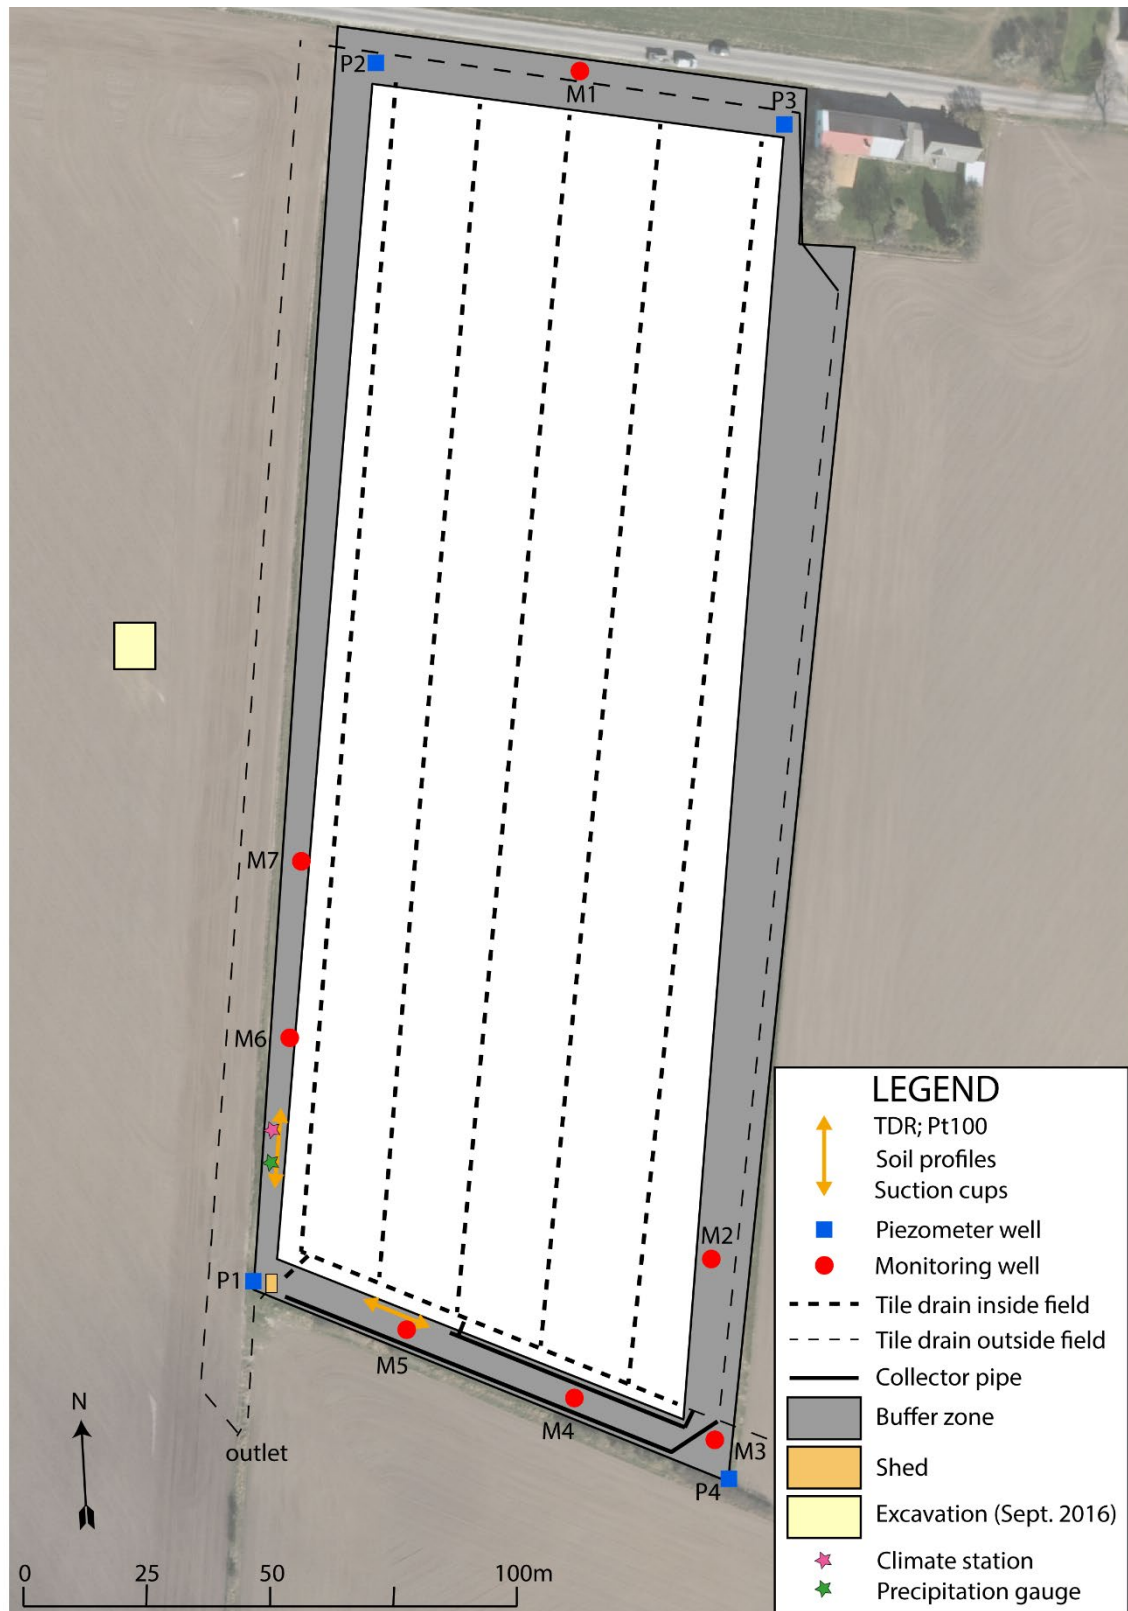 P2
M1
P3
M7
M6
P1
M5
M4
M2
M3
P4
outlet
N
0 25 50 100m
LEGEND
TDR; Pt100
Soil profiles
Suction cups
Piezometer well
Monitoring well
Tile drain inside field
Tile drain outside field
Collector pipe
Buffer zone
Shed
Excavation (Sept. 2016)
Climate station
Precipitation gauge